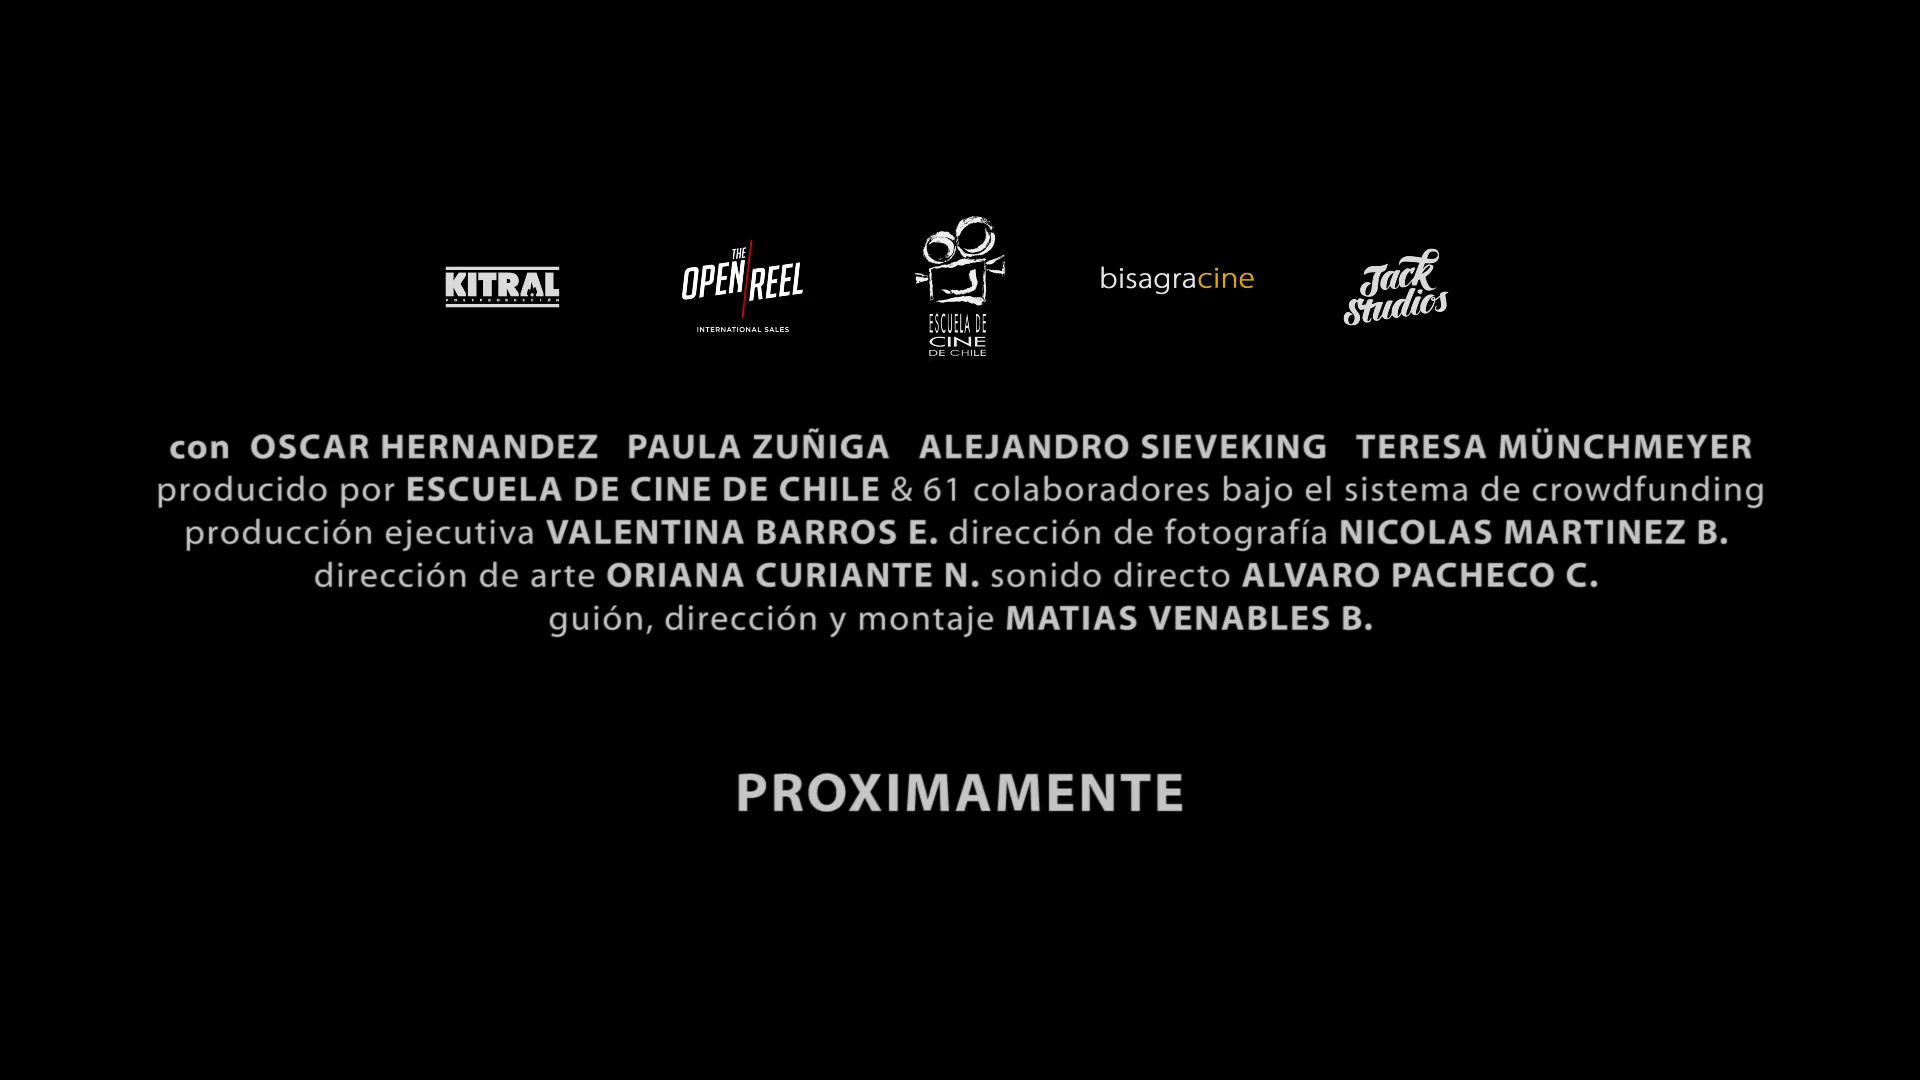 KITRAL
POSTPRODUCCIÓN
THE
OPEN REEL
INTERNATIONAL SALES
ESCUELA DE
CINE
DE CHILE
bisagracine
Jack
Studios
con OSCAR HERNANDEZ PAULA ZUÑIGA ALEJANDRO SIEVEKING TERESA MÜNCHMEYER
producido por ESCUELA DE CINE DE CHILE & 61 colaboradores bajo el sistema de crowdfunding
producción ejecutiva VALENTINA BARROS E. dirección de fotografía NICOLAS MARTINEZ B.
dirección de arte ORIANA CURIANTE N. sonido directo ALVARO PACHECO C.
guión, dirección y montaje MATIAS VENABLES B.
PROXIMAMENTE